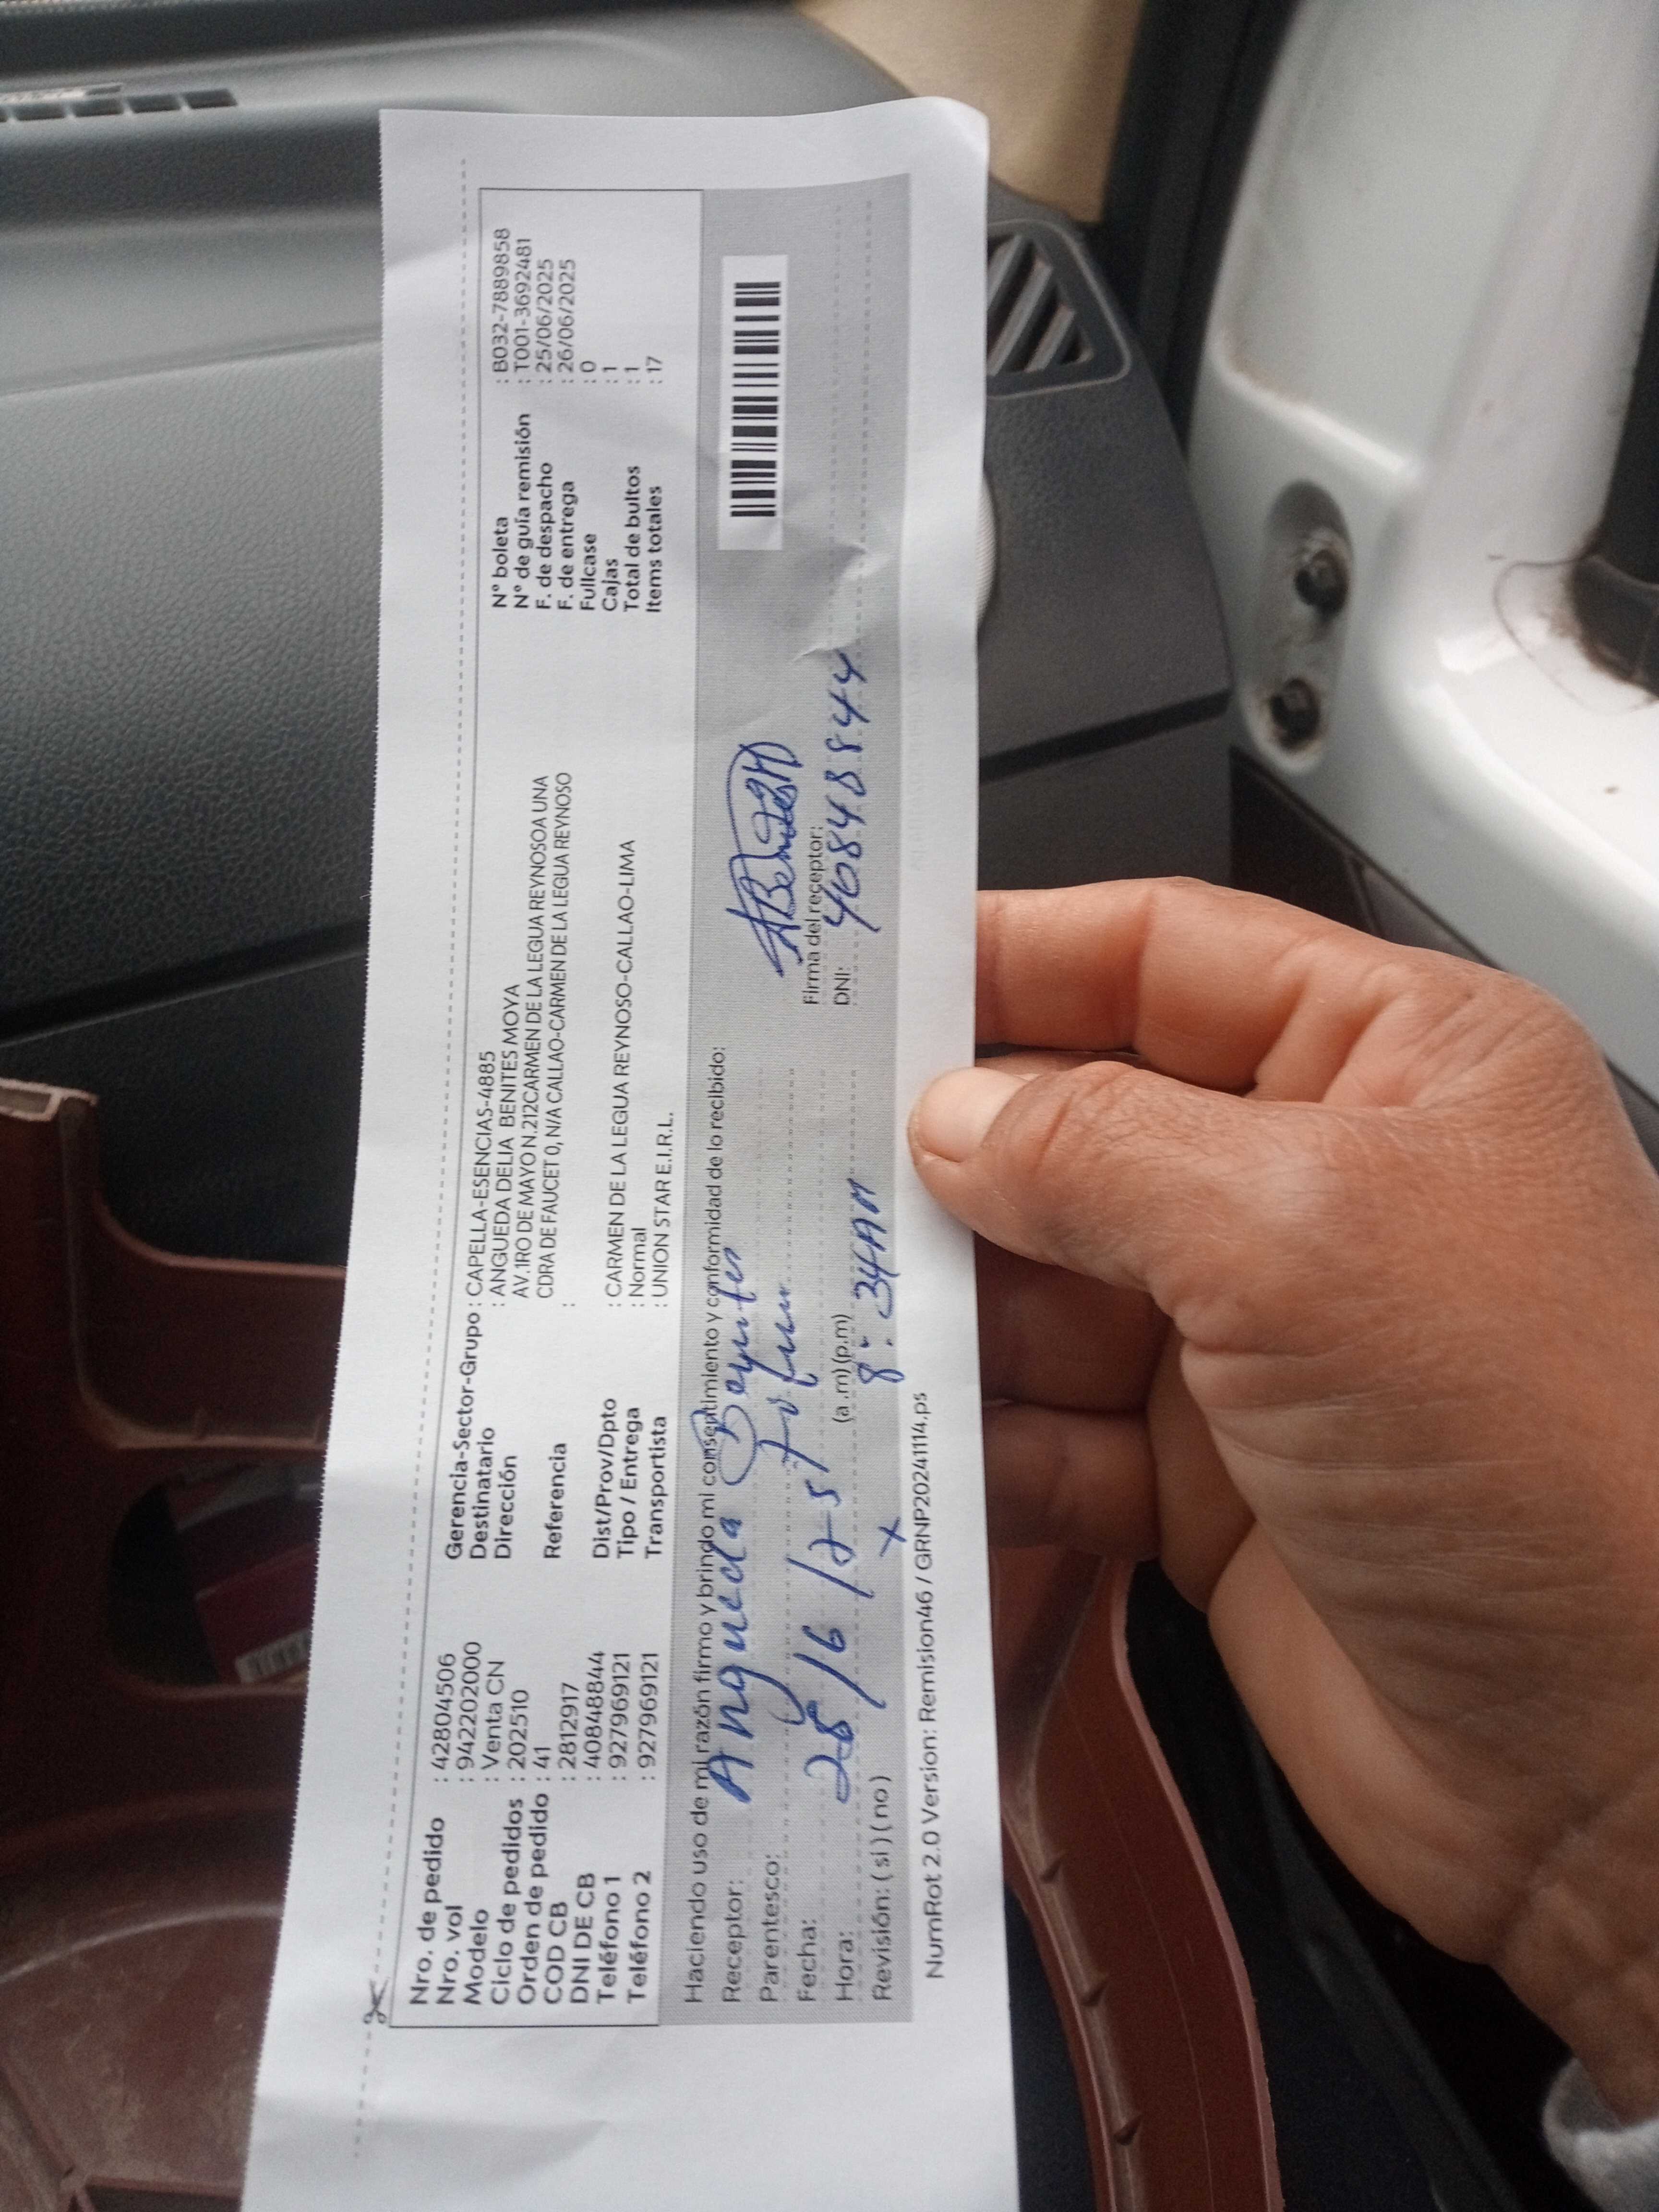 Nro. de pedido : 42804506
Nro. vol : 942202000
Modelo : Venta CN
Ciclo de pedidos : 202510
Orden de pedido : 41
COD CB : 2812917
DNI DE CB : 40848844
Teléfono 1 : 927969121
Teléfono 2 : 927969121
Gerencia-Sector-Grupo : CAPELLA-ESENCIAS-4885
Destinatario : ANGUEDA DELIA BENITES MOYA
Dirección AV.1RO DE MAYO N.212CARMEN DE LA LEGUA REYNOSOA UNA
CDRA DE FAUCET 0, N/A CALLAO-CARMEN DE LA LEGUA REYNOSO
Referencia :
Dist/Prov/Dpto : CARMEN DE LA LEGUA REYNOSO-CALLAO-LIMA
Tipo / Entrega : Normal
Transportista : UNION STAR E.I.R.L.
N° boleta : B032-7889858
N° de guía remisión : T001-3692481
F. de despacho : 25/06/2025
F. de entrega : 26/06/2025
Fullcase : 0
Cajas : 1
Total de bultos : 1
Items totales : 17
Haciendo uso de mi razón firmo y brindo mi consentimiento y conformidad de lo recibido:
Receptor: Angueda
Parentesco:
Fecha: /6 /25
Hora: (a .m) (p.m) 8: 34AM
Revisión: ( si ) ( no ) x
Firma del receptor:
DNI: 40848844
NumRot 2.0 Version: Remision46 / GRNP20241114.ps